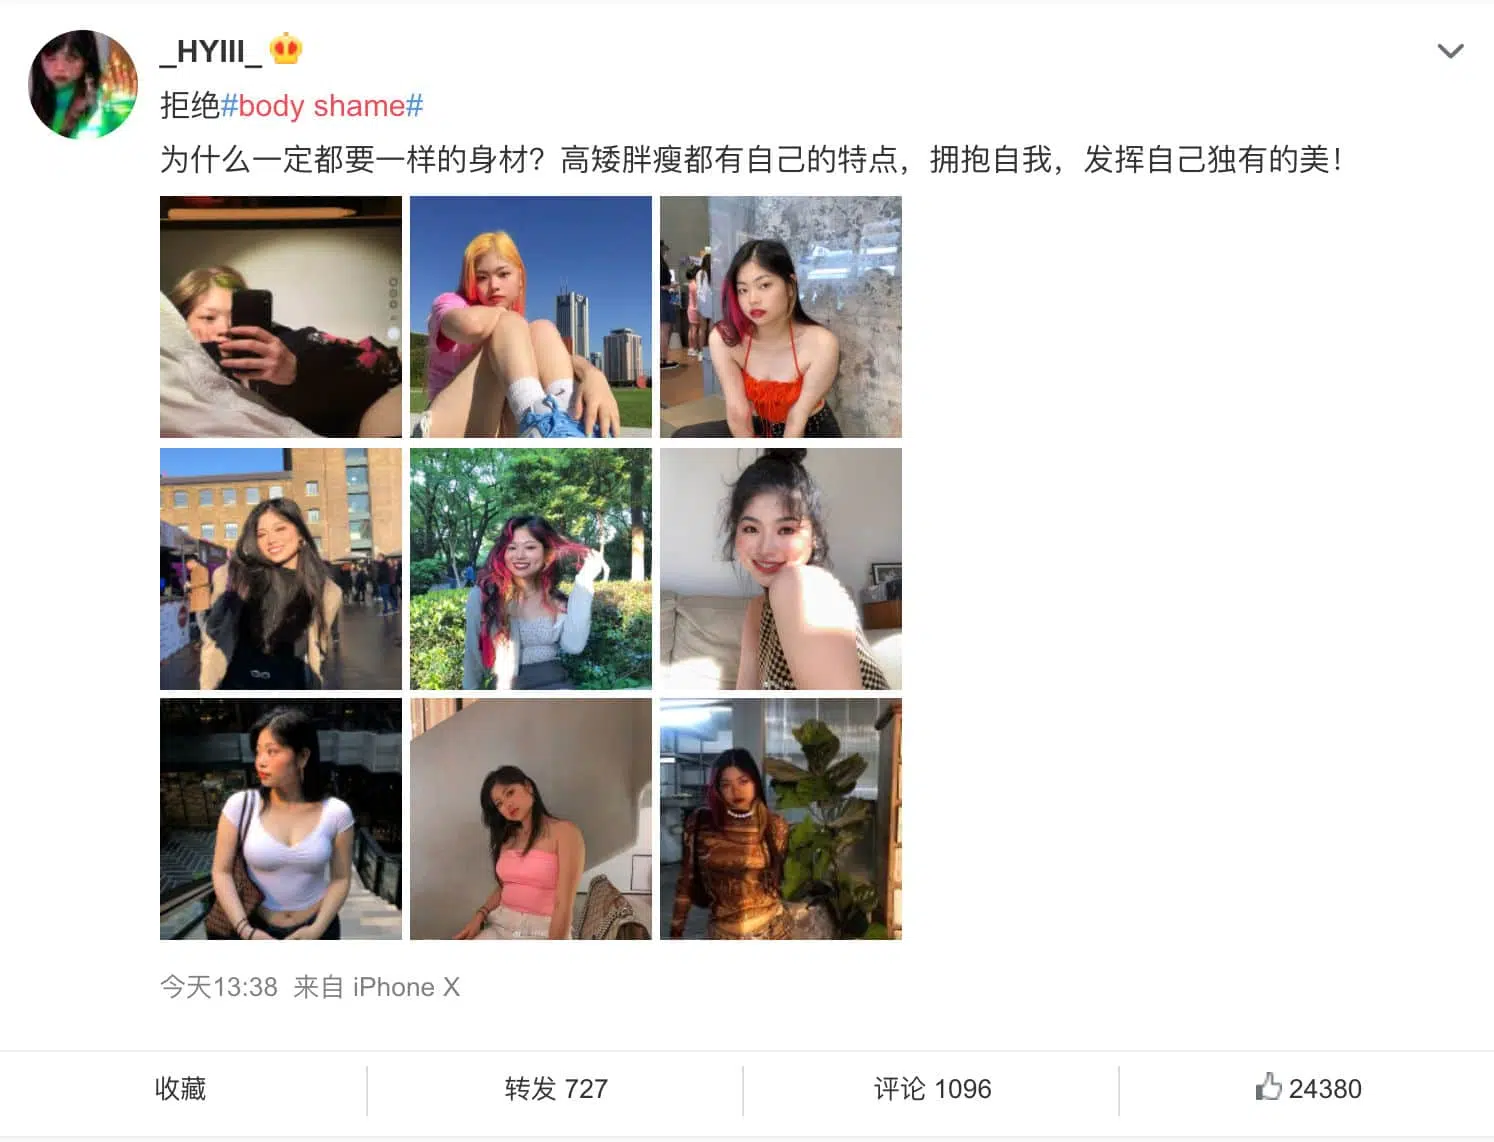 _HYIII_
拒绝#body shame#
为什么一定都要一样的身材？高矮胖瘦都有自己的特点，拥抱自我，发挥自己独有的美！
今天13:38 来自 iPhone X
收藏
转发 727
评论 1096
24380